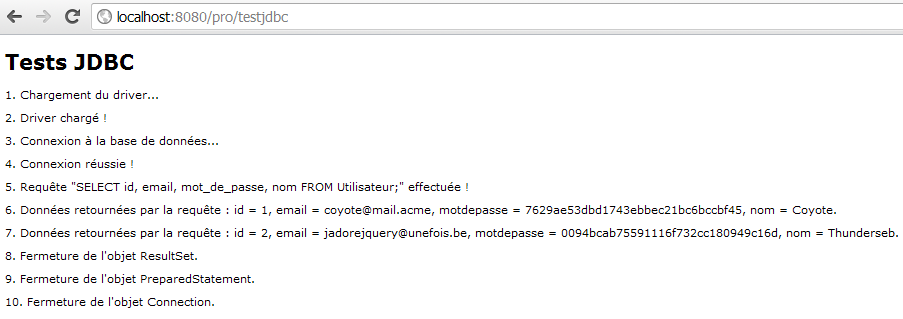 localhost:8080/pro/testjdbc
Tests JDBC
1. Chargement du driver...
2. Driver chargé !
3. Connexion à la base de données...
4. Connexion réussie !
5. Requête "SELECT id, email, mot_de_passe, nom FROM Utilisateur;" effectuée !
6. Données retournées par la requête : id = 1, email = coyote@mail.acme, motdepasse = 7629ae53dbd1743ebbec21bc6bccbf45, nom = Coyote.
7. Données retournées par la requête : id = 2, email = jadorejquery@unefois.be, motdepasse = 0094bcab75591116f732cc180949c16d, nom = Thunderseb.
8. Fermeture de l'objet ResultSet.
9. Fermeture de l'objet PreparedStatement.
10. Fermeture de l'objet Connection.